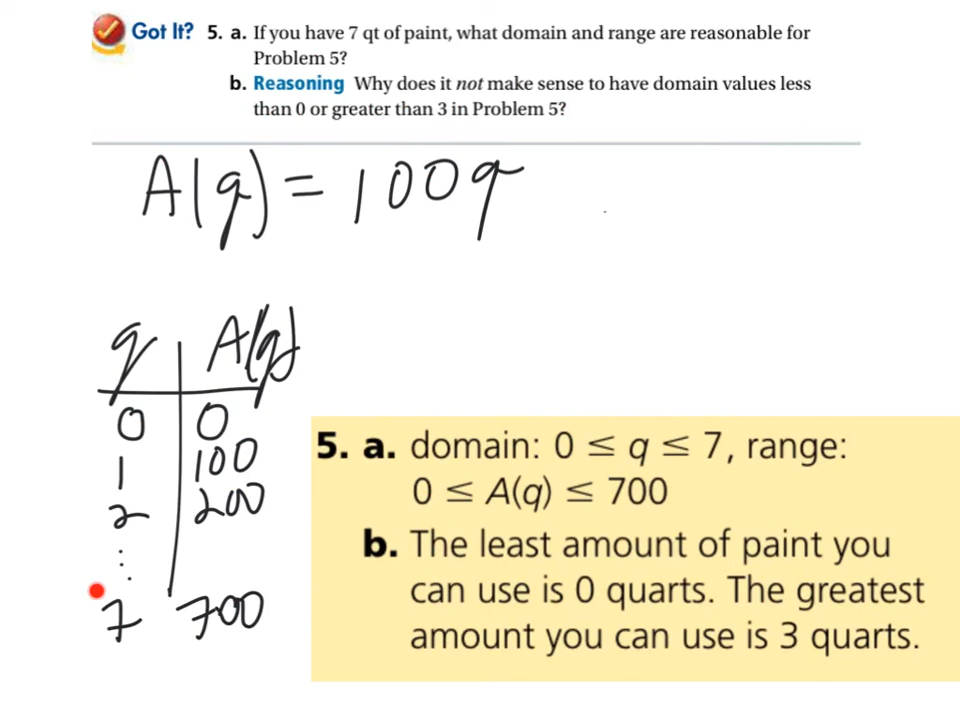 Got It? 5. a. If you have 7 qt of paint, what domain and range are reasonable for
Problem 5?
b. Reasoning Why does it not make sense to have domain values less
than 0 or greater than 3 in Problem 5?
A(q) = 100q
q A(q)
0 0
1 100
2 200
⋮
7 700
5. a. domain: 0 ≤ q ≤ 7, range:
0 ≤ A(q) ≤ 700
b. The least amount of paint you
can use is 0 quarts. The greatest
amount you can use is 3 quarts.